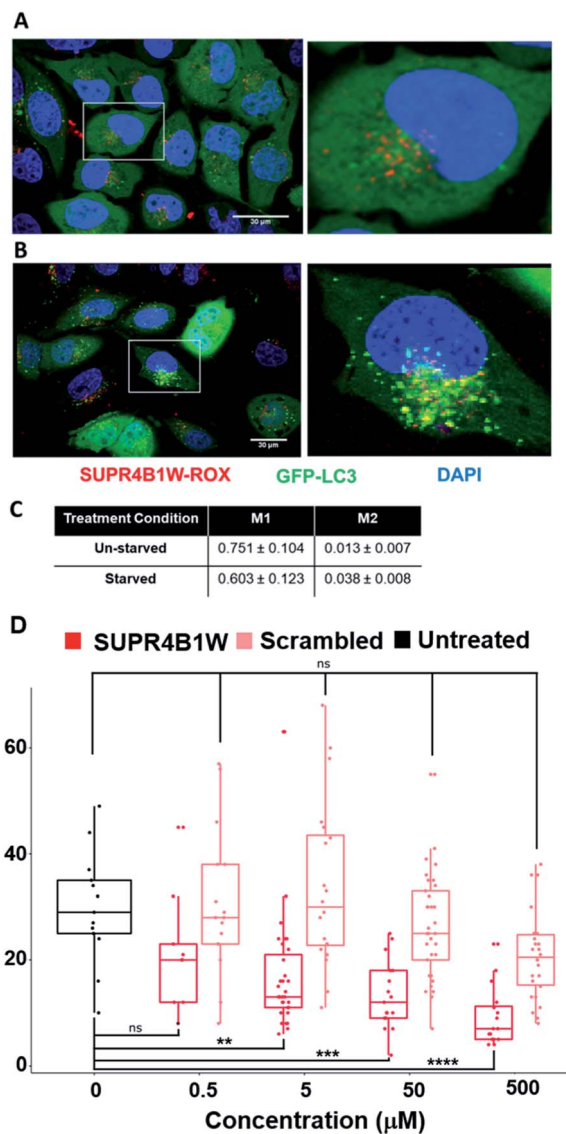 A
30 µm
B
30 µm
SUPR4B1W-ROX GFP-LC3 DAPI
C
Treatment Condition M1 M2
Un-starved 0.751 ± 0.104 0.013 ± 0.007
Starved 0.603 ± 0.123 0.038 ± 0.008
D
SUPR4B1W Scrambled Untreated
ns
60
40
20
0
ns
**
***
****
0 0.5 5 50 500
Concentration (µM)